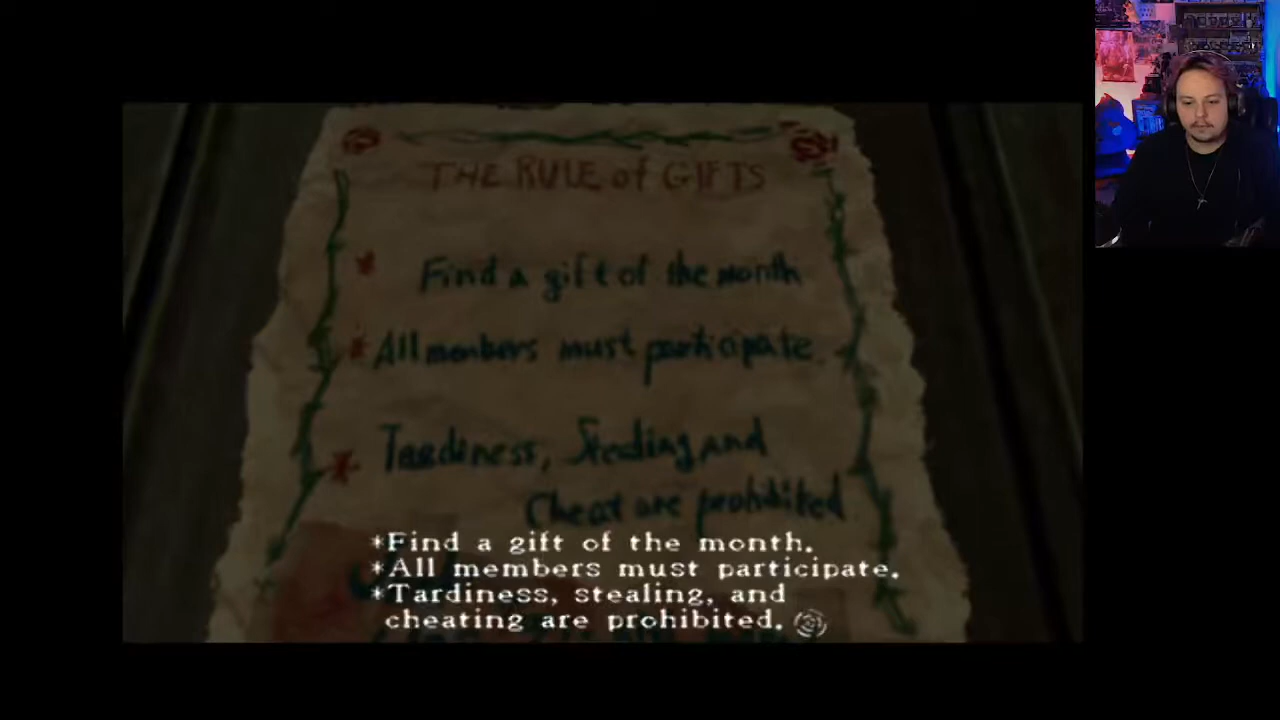 THE RULE of GIFTS
* Find a gift of the month
* All members must participate
* Tardiness, Stealing, and
Cheat are prohibited
*Find a gift of the month.
*All members must participate.
*Tardiness, stealing, and
cheating are prohibited.